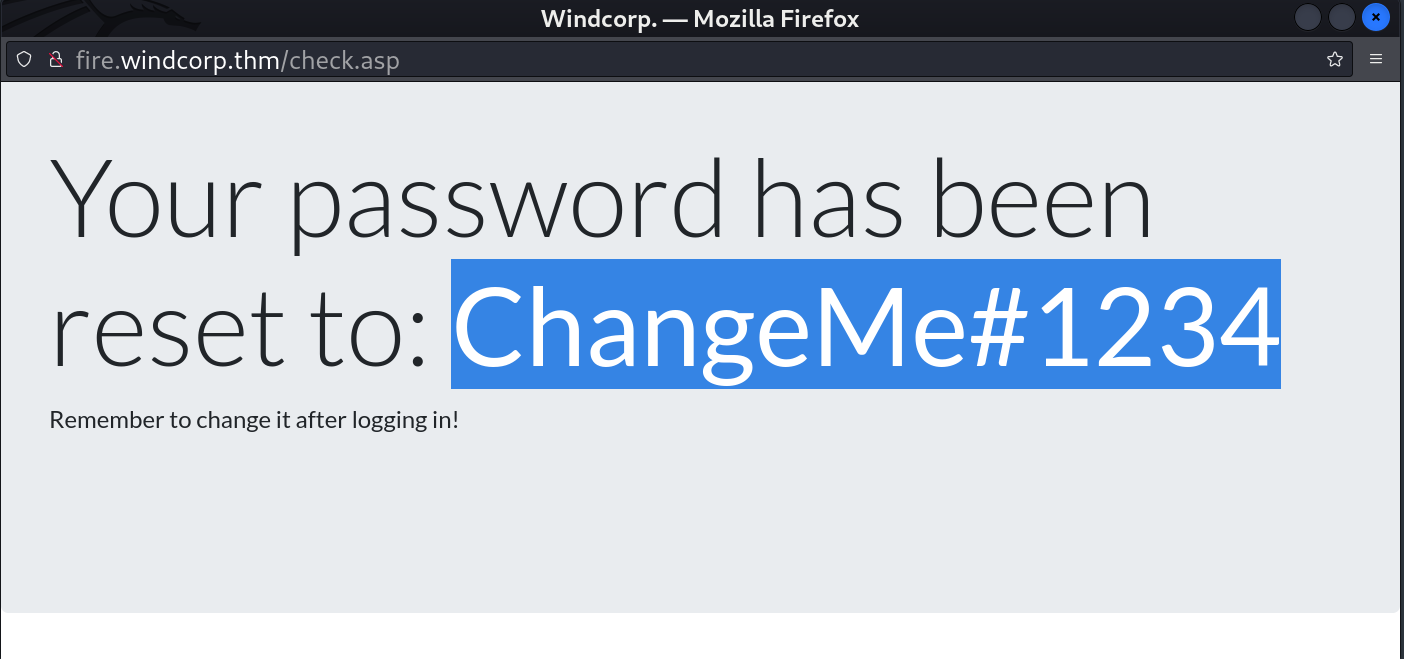 Windcorp. — Mozilla Firefox
fire.windcorp.thm/check.asp
Your password has been
reset to: ChangeMe#1234
Remember to change it after logging in!